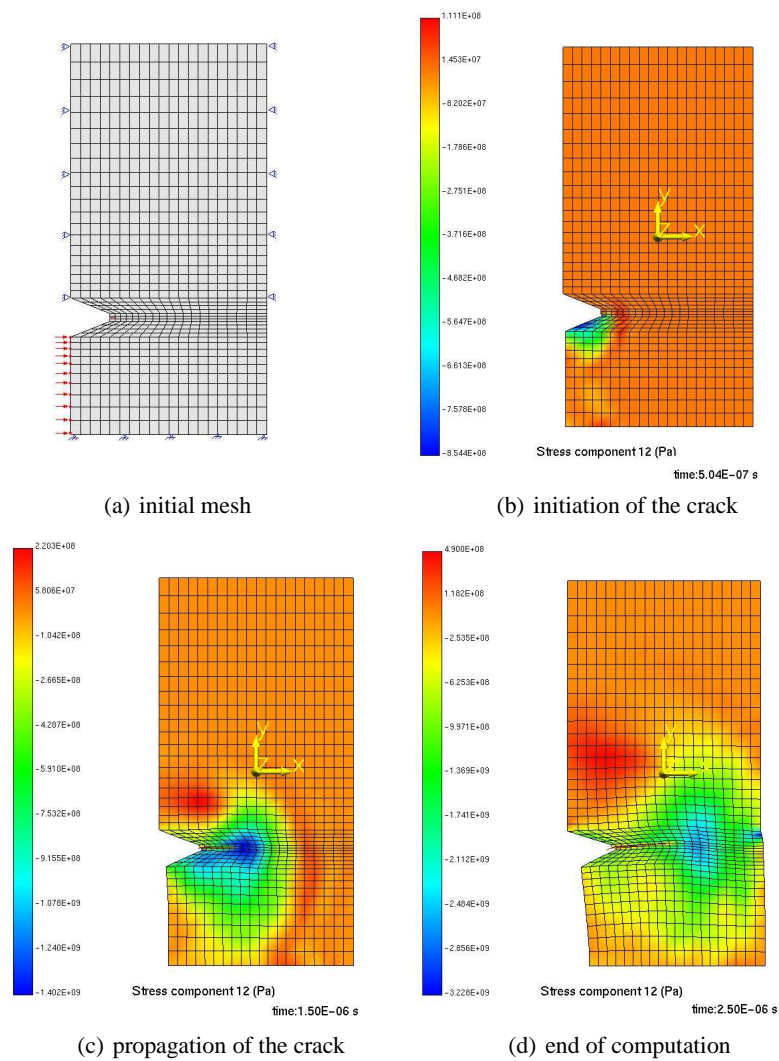 1.111E+08
1.453E+07
-8.202E+07
-1.786E+08
-2.751E+08
-3.716E+08
-4.682E+08
-5.647E+08
-6.613E+08
-7.578E+08
-8.544E+08
y
z
x
Stress component 12 (Pa)
time:5.04E-07 s
(a) initial mesh
(b) initiation of the crack
2.203E+08
5.806E+07
-1.042E+08
-2.665E+08
-4.287E+08
-5.910E+08
-7.532E+08
-9.155E+08
-1.078E+09
-1.240E+09
-1.402E+09
y
z
x
Stress component 12 (Pa)
time:1.50E-06 s
4.900E+08
1.182E+08
-2.535E+08
-6.253E+08
-9.971E+08
-1.369E+09
-1.741E+09
-2.112E+09
-2.484E+09
-2.856E+09
-3.228E+09
y
Stress component 12 (Pa)
time:2.50E-06 s
(c) propagation of the crack
(d) end of computation